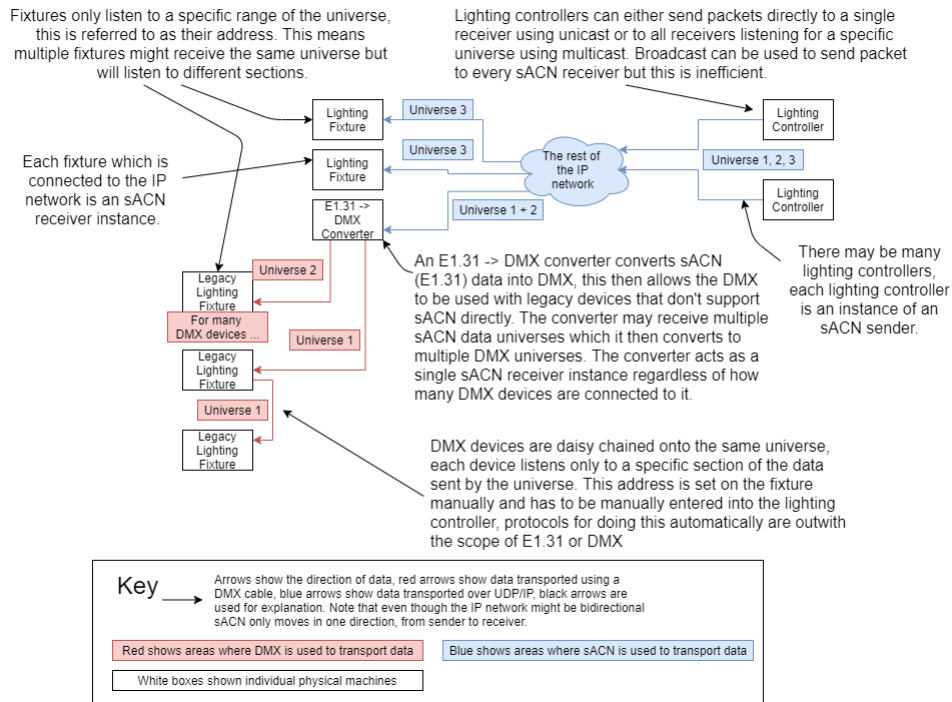 Fixtures only listen to a specific range of the universe,
this is referred to as their address. This means
multiple fixtures might receive the same universe but
will listen to different sections.
Lighting controllers can either send packets directly to a single
receiver using unicast or to all receivers listening for a specific
universe using multicast. Broadcast can be used to send packet
to every sACN receiver but this is inefficient.
Lighting
Fixture
Universe 3
Lighting
Controller
Each fixture which is
connected to the IP
network is an sACN
receiver instance.
Lighting
Fixture
Universe 3
The rest of
the IP
network
Universe 1, 2, 3
Lighting
Controller
E1.31 ->
DMX
Converter
Universe 1 + 2
There may be many
lighting controllers,
each lighting controller
is an instance of an
sACN sender.
An E1.31 -> DMX converter converts sACN
(E1.31) data into DMX, this then allows the DMX
to be used with legacy devices that don't support
sACN directly. The converter may receive multiple
sACN data universes which it then converts to
multiple DMX universes. The converter acts as a
single sACN receiver instance regardless of how
many DMX devices are connected to it.
Universe 2
Legacy
Lighting
Fixture
For many
DMX devices ...
Universe 1
Legacy
Lighting
Fixture
Universe 1
Legacy
Lighting
Fixture
DMX devices are daisy chained onto the same universe,
each device listens only to a specific section of the data
sent by the universe. This address is set on the fixture
manually and has to be manually entered into the lighting
controller, protocols for doing this automatically are outwith
the scope of E1.31 or DMX
Key
Arrows show the direction of data, red arrows show data transported using a
DMX cable, blue arrows show data transported over UDP/IP, black arrows are
used for explanation. Note that even though the IP network might be bidirectional
sACN only moves in one direction, from sender to receiver.
Red shows areas where DMX is used to transport data
Blue shows areas where sACN is used to transport data
White boxes shown individual physical machines